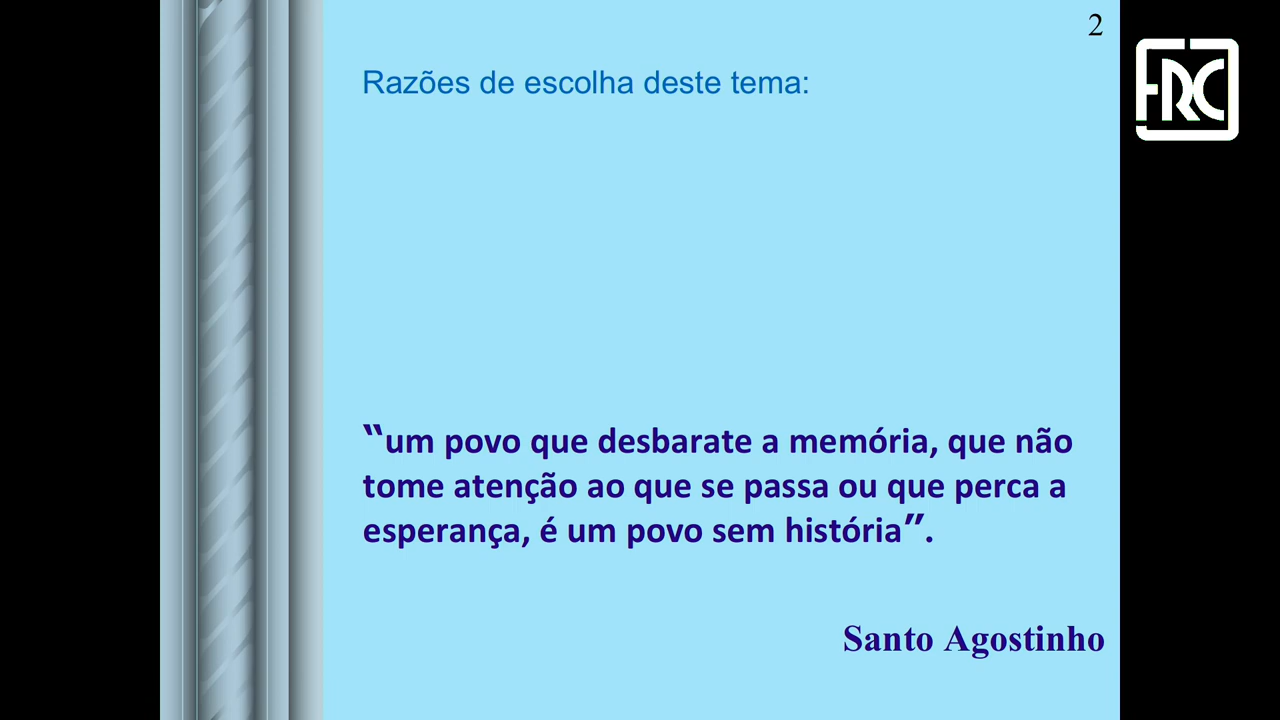 2
FRC
Razões de escolha deste tema:
“um povo que desbarate a memória, que não
tome atenção ao que se passa ou que perca a
esperança, é um povo sem história”.
Santo Agostinho